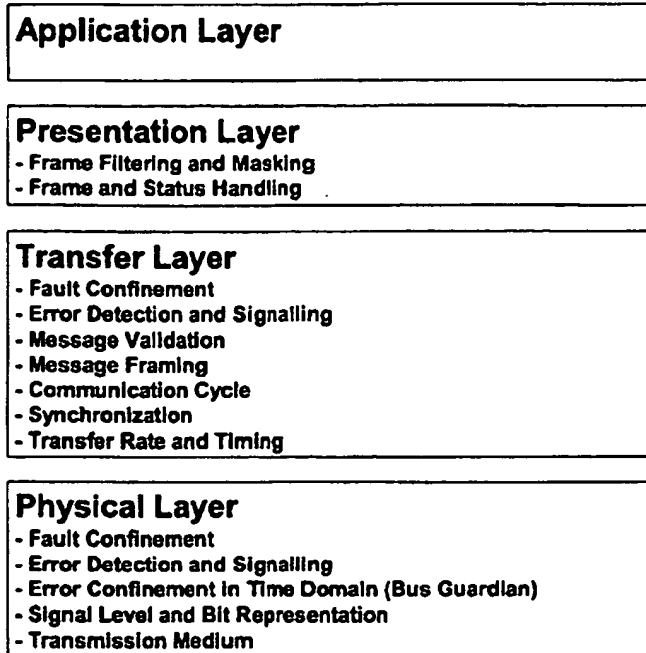 Application Layer
Presentation Layer
- Frame Filtering and Masking
- Frame and Status Handling
Transfer Layer
- Fault Confinement
- Error Detection and Signalling
- Message Validation
- Message Framing
- Communication Cycle
- Synchronization
- Transfer Rate and Timing
Physical Layer
- Fault Confinement
- Error Detection and Signalling
- Error Confinement in Time Domain (Bus Guardian)
- Signal Level and Bit Representation
- Transmission Medium